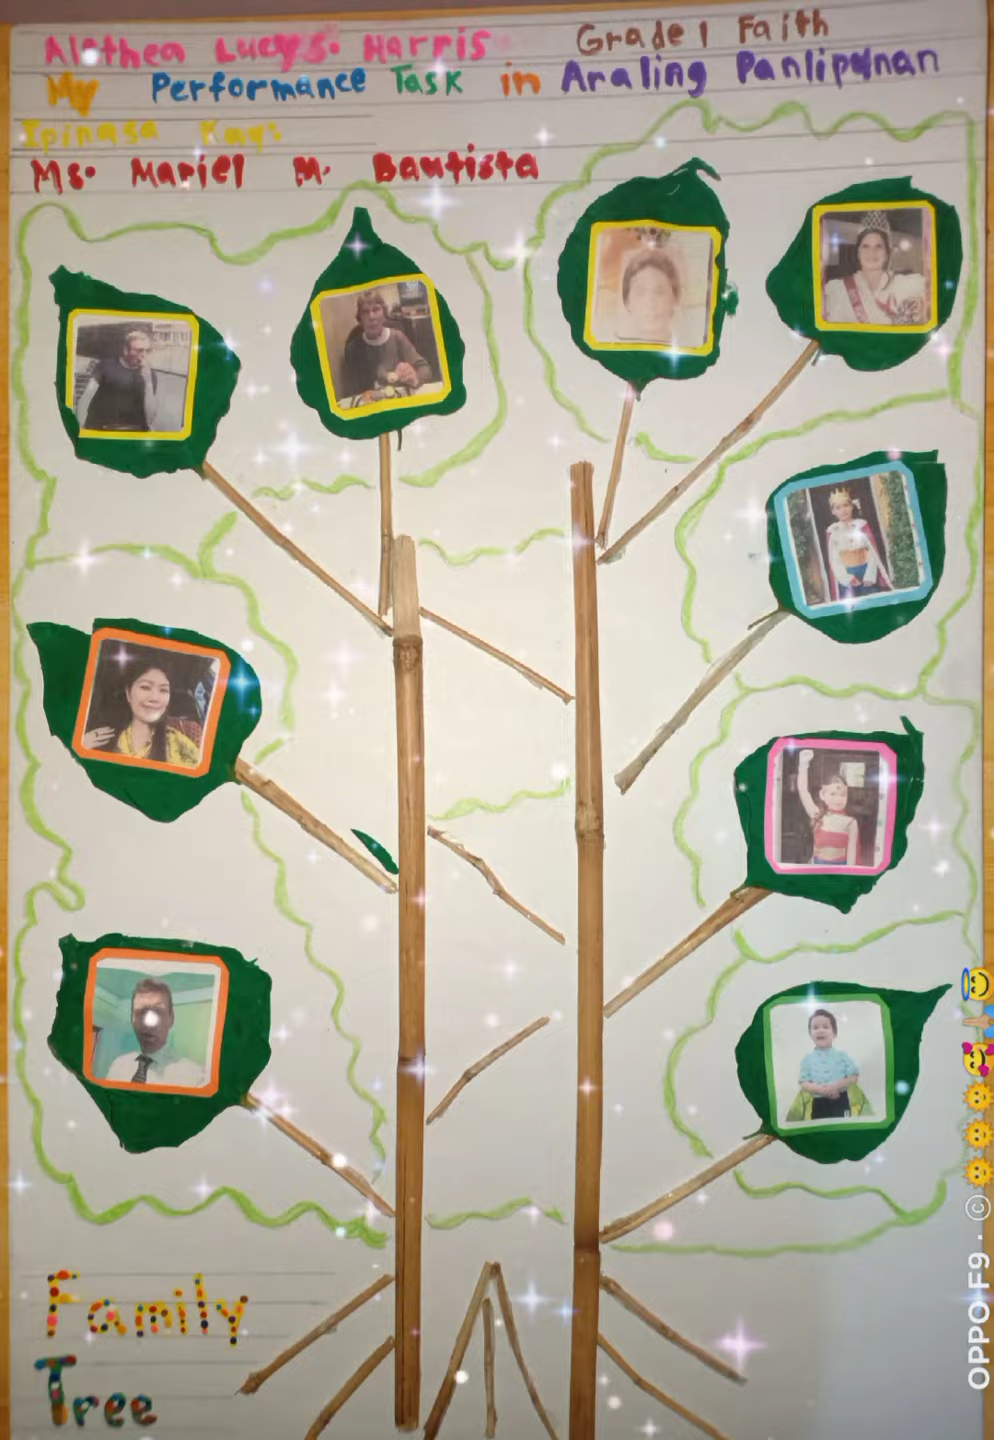 Alethea Lucy S. Harris Grade 1 Faith
My Performance Task in Araling Panlipunan
Ipinasa Kay:
Ms. Mariel M. Bautista
Family
Tree
OPPO F9 · ©